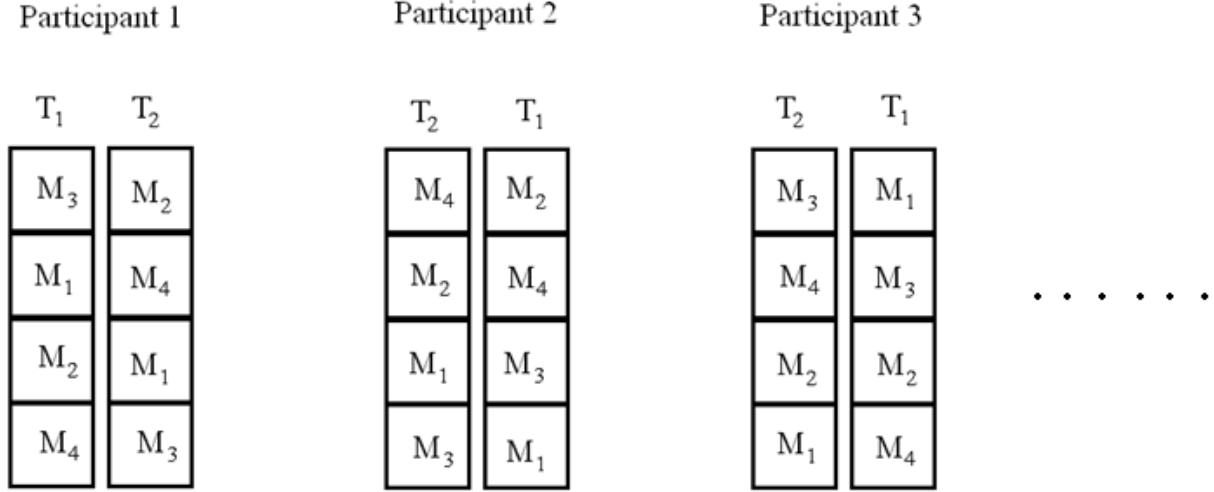 Participant 1 Participant 2 Participant 3
T₁ T₂ T₂ T₁ T₂ T₁
M₃ M₂ M₄ M₂ M₃ M₁
M₁ M₄ M₂ M₄ M₄ M₃
M₂ M₁ M₁ M₃ M₂ M₂
M₄ M₃ M₃ M₁ M₁ M₄